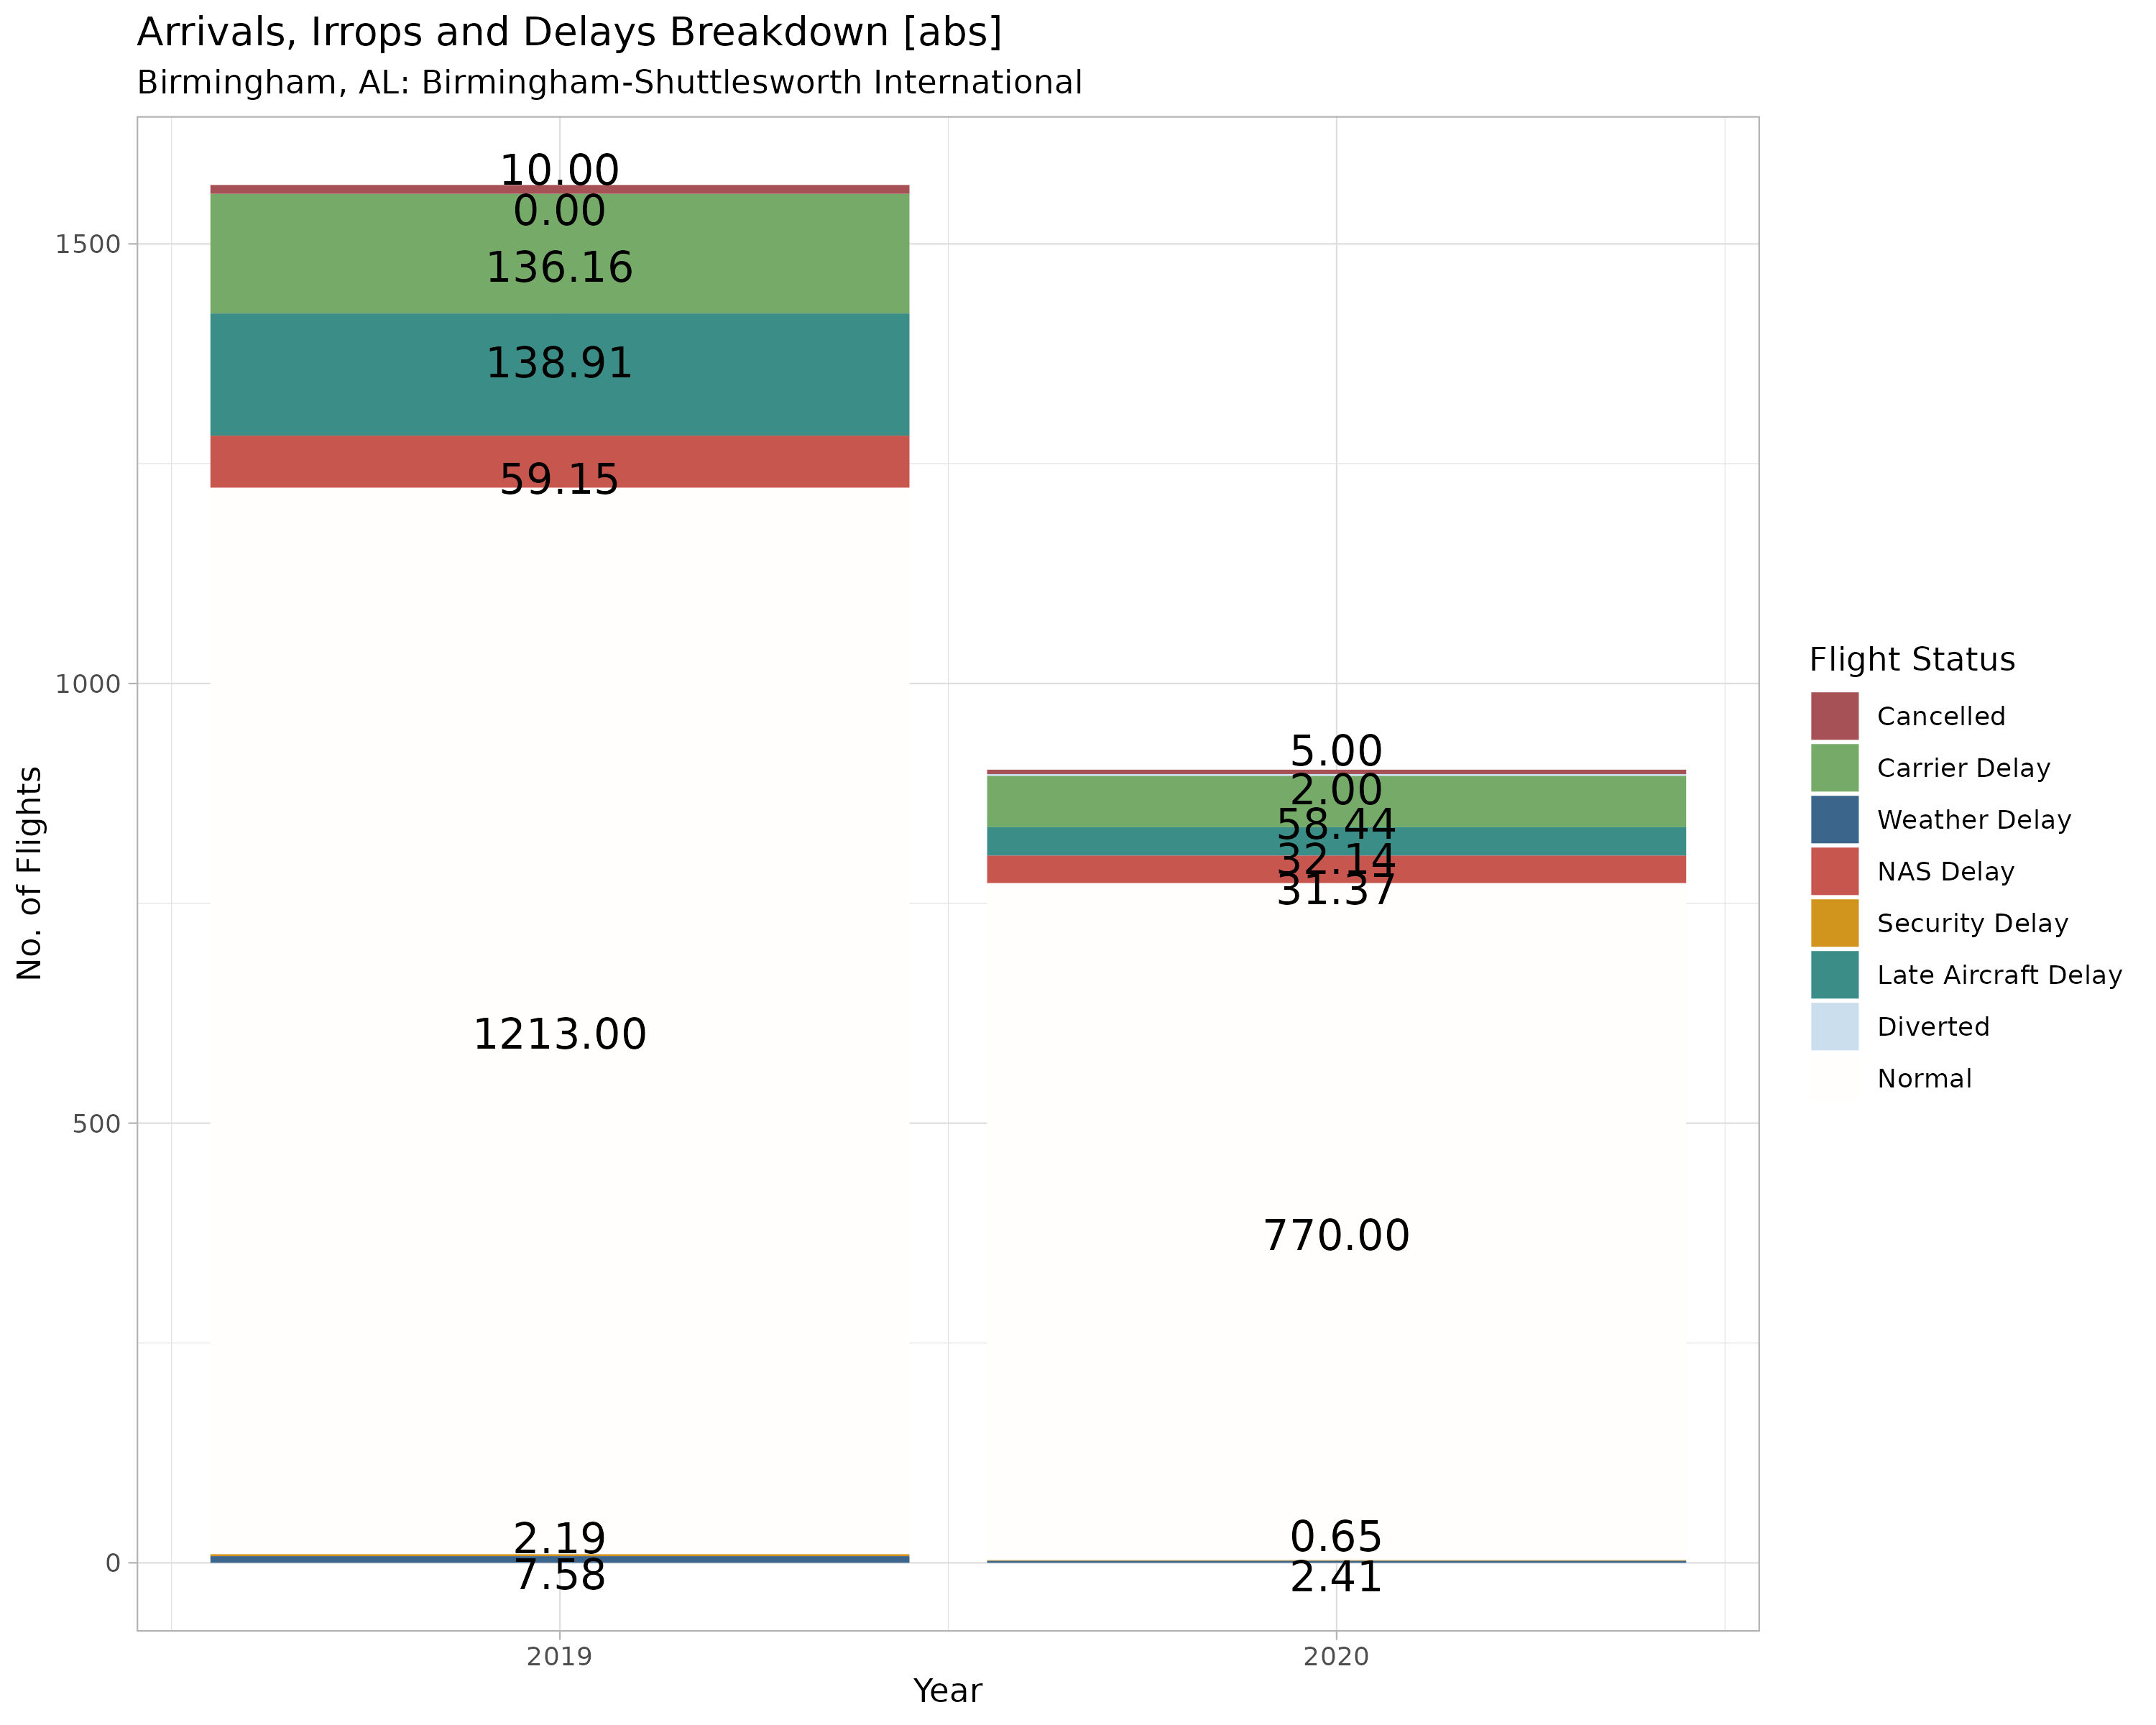 Arrivals, Irrops and Delays Breakdown [abs]
Birmingham, AL: Birmingham-Shuttlesworth International
No. of Flights
1500
1000
500
0
10.00
0.00
136.16
138.91
59.15
1213.00
2.19
7.58
5.00
2.00
58.44
32.14
31.37
770.00
0.65
2.41
2019
2020
Year
Flight Status
Cancelled
Carrier Delay
Weather Delay
NAS Delay
Security Delay
Late Aircraft Delay
Diverted
Normal